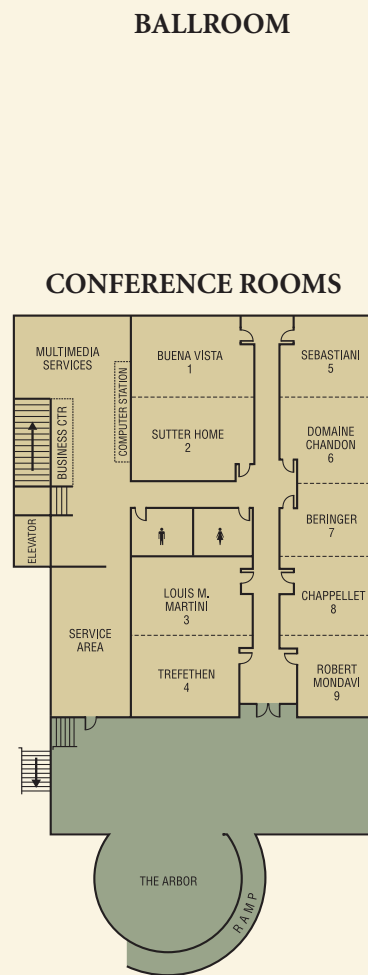 BALLROOM
CONFERENCE ROOMS
MULTIMEDIA
SERVICES
BUSINESS CTR
COMPUTER STATION
ELEVATOR
BUENA VISTA
1
SUTTER HOME
2
SEBASTIANI
5
DOMAINE
CHANDON
6
BERINGER
7
LOUIS M.
MARTINI
3
CHAPPELLET
8
SERVICE
AREA
TREFETHEN
4
ROBERT
MONDAVI
9
THE ARBOR
RAMP